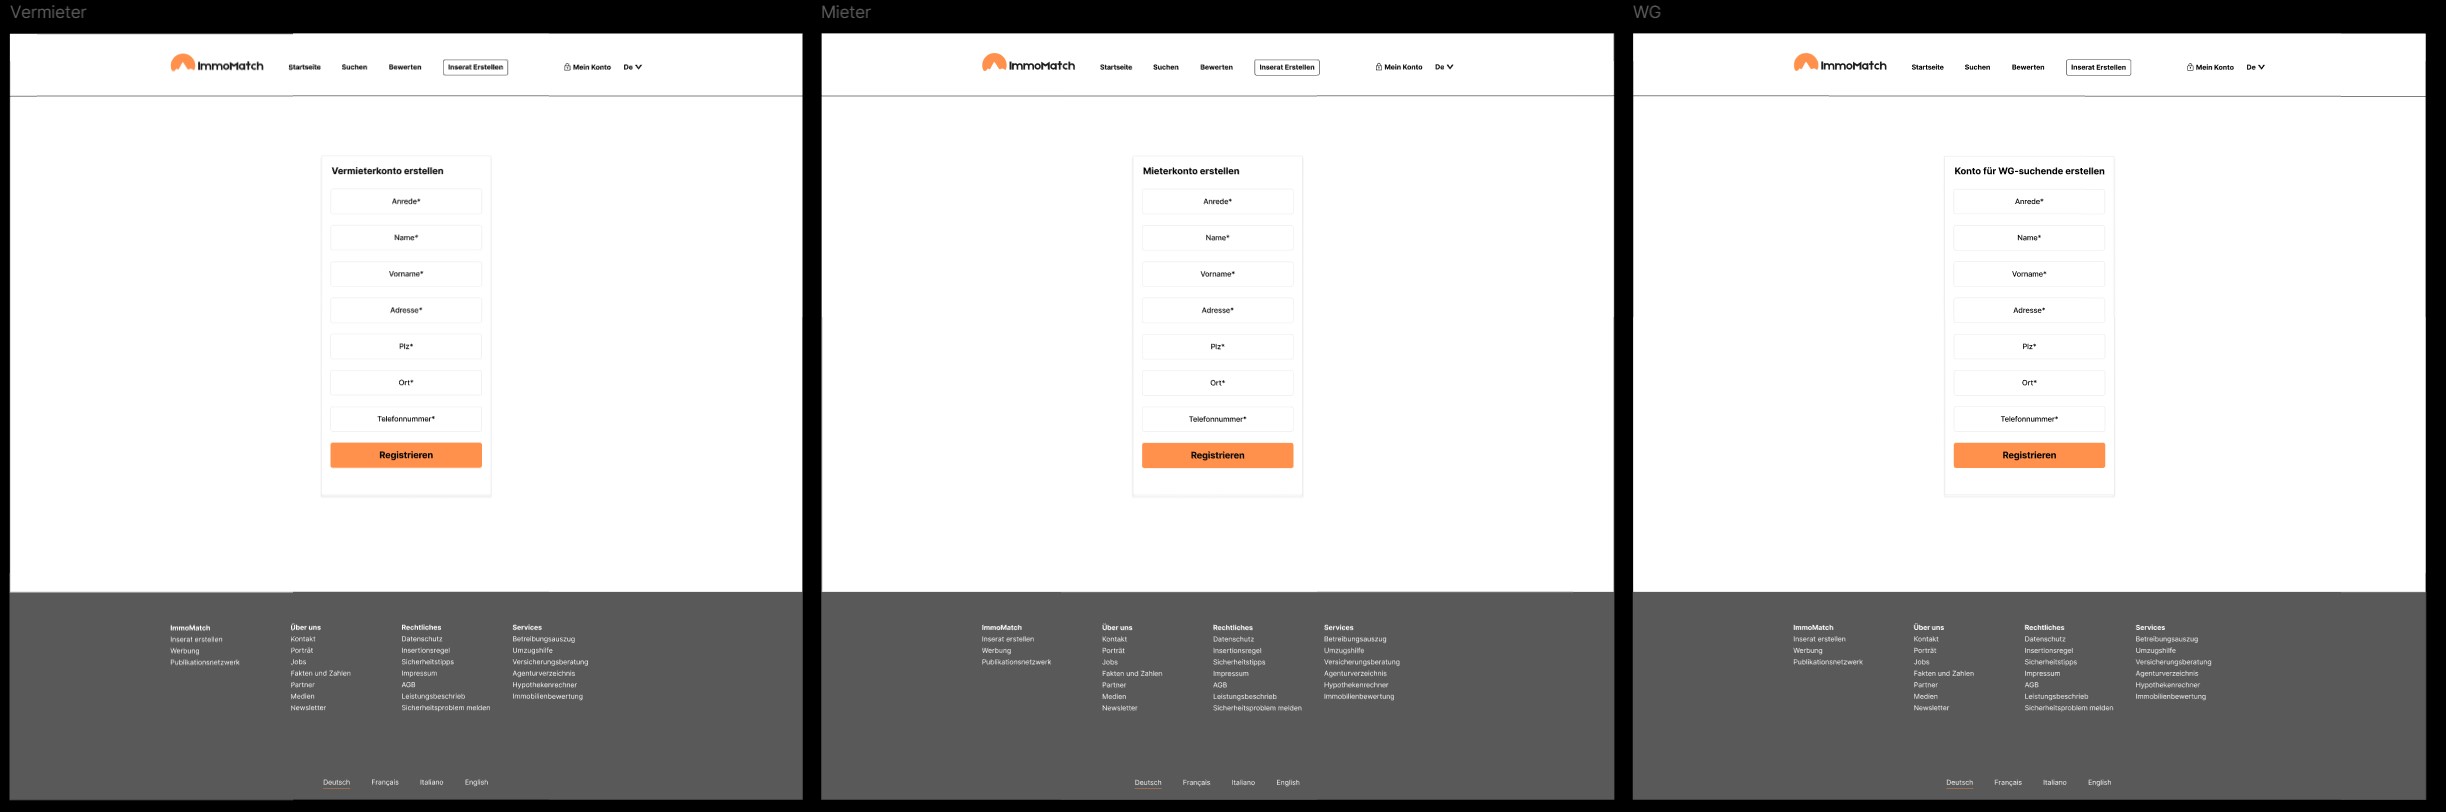 Vermieter
ImmoMatch
Startseite
Suchen
Bewerten
Inserat Erstellen
Mein Konto
De
Vermieterkonto erstellen
Anrede*
Name*
Vorname*
Adresse*
Plz*
Ort*
Telefonnummer*
Registrieren
ImmoMatch
Inserat erstellen
Werbung
Publikationsnetzwerk
Über uns
Kontakt
Porträt
Jobs
Fakten und Zahlen
Partner
Medien
Newsletter
Rechtliches
Datenschutz
Insertionsregel
Sicherheitstipps
Impressum
AGB
Leistungsbeschrieb
Sicherheitsproblem melden
Services
Betreibungsauszug
Umzugshilfe
Versicherungsberatung
Agenturverzeichnis
Hypothekenrechner
Immobilienbewertung
Deutsch
Français
Italiano
English
Mieter
ImmoMatch
Startseite
Suchen
Bewerten
Inserat Erstellen
Mein Konto
De
Mieterkonto erstellen
Anrede*
Name*
Vorname*
Adresse*
Plz*
Ort*
Telefonnummer*
Registrieren
ImmoMatch
Inserat erstellen
Werbung
Publikationsnetzwerk
Über uns
Kontakt
Porträt
Jobs
Fakten und Zahlen
Partner
Medien
Newsletter
Rechtliches
Datenschutz
Insertionsregel
Sicherheitstipps
Impressum
AGB
Leistungsbeschrieb
Sicherheitsproblem melden
Services
Betreibungsauszug
Umzugshilfe
Versicherungsberatung
Agenturverzeichnis
Hypothekenrechner
Immobilienbewertung
Deutsch
Français
Italiano
English
WG
ImmoMatch
Startseite
Suchen
Bewerten
Inserat Erstellen
Mein Konto
De
Konto für WG-suchende erstellen
Anrede*
Name*
Vorname*
Adresse*
Plz*
Ort*
Telefonnummer*
Registrieren
ImmoMatch
Inserat erstellen
Werbung
Publikationsnetzwerk
Über uns
Kontakt
Porträt
Jobs
Fakten und Zahlen
Partner
Medien
Newsletter
Rechtliches
Datenschutz
Insertionsregel
Sicherheitstipps
Impressum
AGB
Leistungsbeschrieb
Sicherheitsproblem melden
Services
Betreibungsauszug
Umzugshilfe
Versicherungsberatung
Agenturverzeichnis
Hypothekenrechner
Immobilienbewertung
Deutsch
Français
Italiano
English